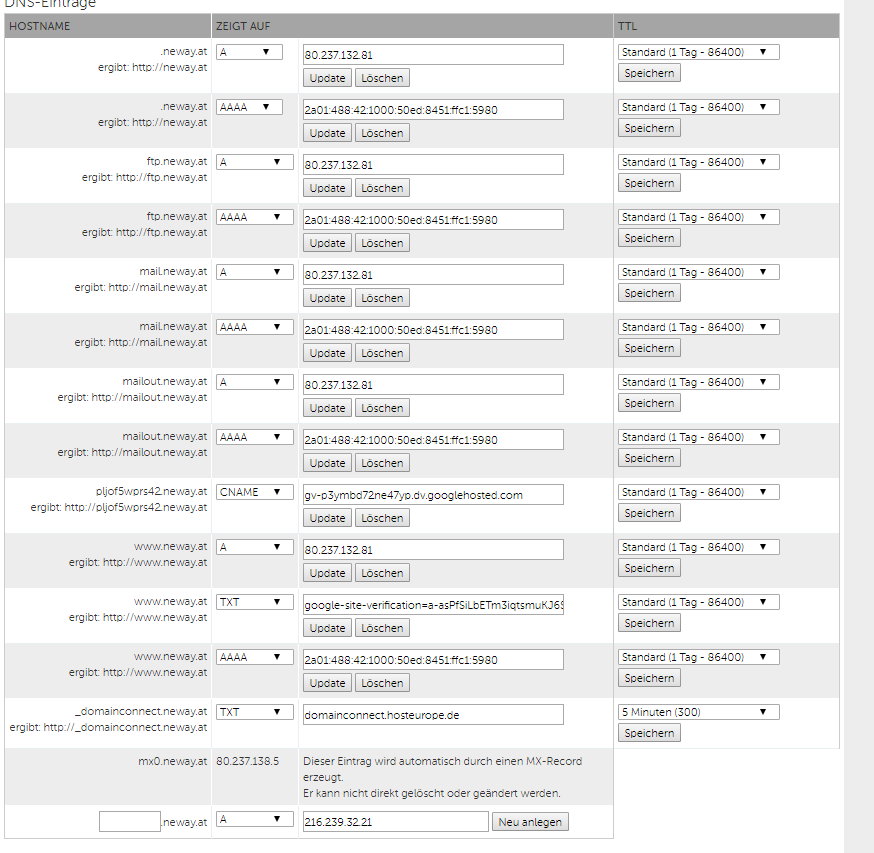 DNS-Einträge
HOSTNAME ZEIGT AUF TTL
.neway.at A 80.237.132.81 Standard (1 Tag - 86400)
ergibt: http://neway.at Update Löschen Speichern
.neway.at AAAA 2a01:488:42:1000:50ed:8451:ffc1:5980 Standard (1 Tag - 86400)
ergibt: http://neway.at Update Löschen Speichern
ftp.neway.at A 80.237.132.81 Standard (1 Tag - 86400)
ergibt: http://ftp.neway.at Update Löschen Speichern
ftp.neway.at AAAA 2a01:488:42:1000:50ed:8451:ffc1:5980 Standard (1 Tag - 86400)
ergibt: http://ftp.neway.at Update Löschen Speichern
mail.neway.at A 80.237.132.81 Standard (1 Tag - 86400)
ergibt: http://mail.neway.at Update Löschen Speichern
mail.neway.at AAAA 2a01:488:42:1000:50ed:8451:ffc1:5980 Standard (1 Tag - 86400)
ergibt: http://mail.neway.at Update Löschen Speichern
mailout.neway.at A 80.237.132.81 Standard (1 Tag - 86400)
ergibt: http://mailout.neway.at Update Löschen Speichern
mailout.neway.at AAAA 2a01:488:42:1000:50ed:8451:ffc1:5980 Standard (1 Tag - 86400)
ergibt: http://mailout.neway.at Update Löschen Speichern
pljof5wprs42.neway.at CNAME gv-p3ymbd72ne47yp.dv.googlehosted.com Standard (1 Tag - 86400)
ergibt: http://pljof5wprs42.neway.at Update Löschen Speichern
www.neway.at A 80.237.132.81 Standard (1 Tag - 86400)
ergibt: http://www.neway.at Update Löschen Speichern
www.neway.at TXT google-site-verification=a-asPfSiLbETm3iqtsmuKJ6S Standard (1 Tag - 86400)
ergibt: http://www.neway.at Update Löschen Speichern
www.neway.at AAAA 2a01:488:42:1000:50ed:8451:ffc1:5980 Standard (1 Tag - 86400)
ergibt: http://www.neway.at Update Löschen Speichern
_domainconnect.neway.at TXT domainconnect.hosteurope.de 5 Minuten (300)
ergibt: http://_domainconnect.neway.at Speichern
mx0.neway.at 80.237.138.5 Dieser Eintrag wird automatisch durch einen MX-Record
erzeugt.
Er kann nicht direkt gelöscht oder geändert werden.
.neway.at A 216.239.32.21 Neu anlegen